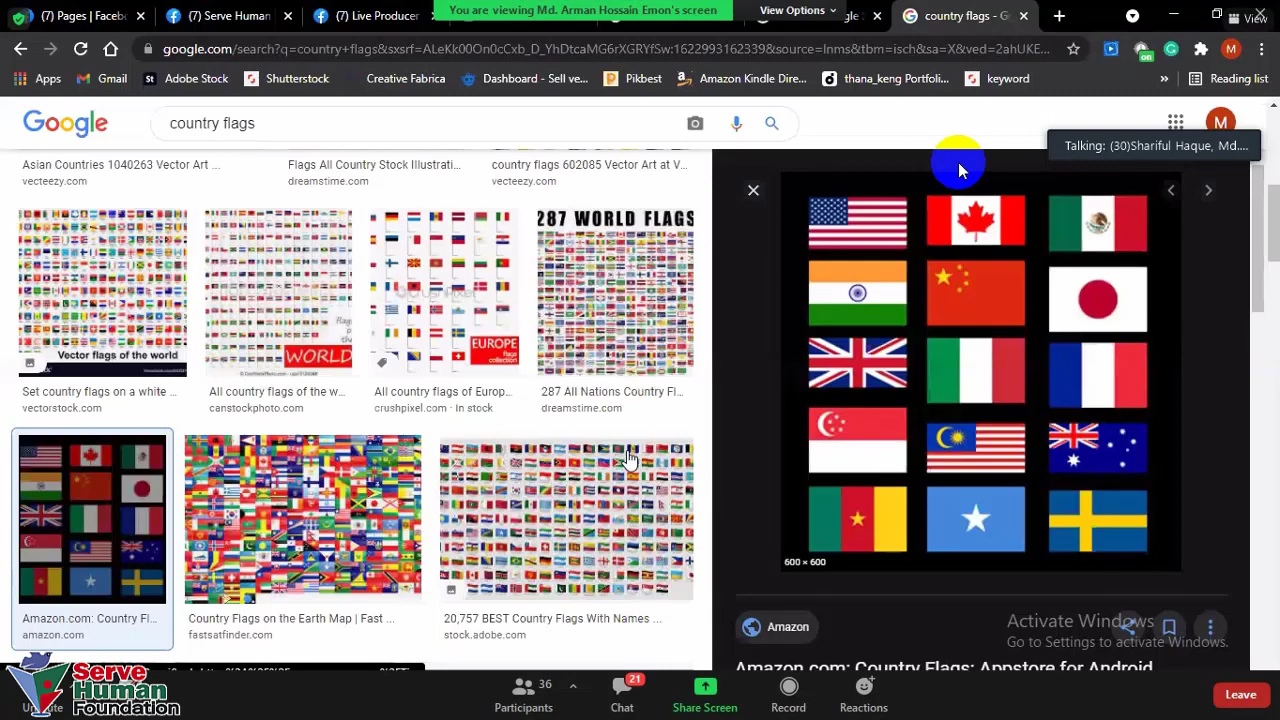 (7) Pages | Faceb
(7) Serve Human
(7) Live Producer
You are viewing Md. Arman Hossain Emon's screen
View Options
country flags - G
View
google.com/search?q=country+flags&sxsrf=ALeKk00On0cCxb_D_YhDtcaMG6rXGRYfSw:1622993162339&source=lnms&tbm=isch&sa=X&ved=2ahUKE...
M
Apps
Gmail
St Adobe Stock
Shutterstock
Creative Fabrica
Dashboard - Sell ve...
Pikbest
Amazon Kindle Dire...
thana_keng Portfoli...
keyword
»
Reading list
Google
country flags
M
Talking: (30)Shariful Haque, Md....
Asian Countries 1040263 Vector Art ...
vecteezy.com
Flags All Country Stock Illustrati...
dreamstime.com
country flags 602085 Vector Art at V...
vecteezy.com
Vector flags of the world
WORLD
EUROPE
flags
collection
287 WORLD FLAGS
Set country flags on a white ...
vectorstock.com
All country flags of the w...
canstockphoto.com
All country flags of Europ...
crushpixel.com · In stock
287 All Nations Country Fl...
dreamstime.com
Amazon.com: Country Fl...
amazon.com
Country Flags on the Earth Map | Fast ...
fastsatfinder.com
20,757 BEST Country Flags With Names ...
stock.adobe.com
600 × 600
Amazon
Activate Windows
Go to Settings to activate Windows.
Amazon.com: Country Flags: Appstore for Android
Serve
Human
Foundation
36
Participants
21
Chat
Share Screen
Record
Reactions
Leave